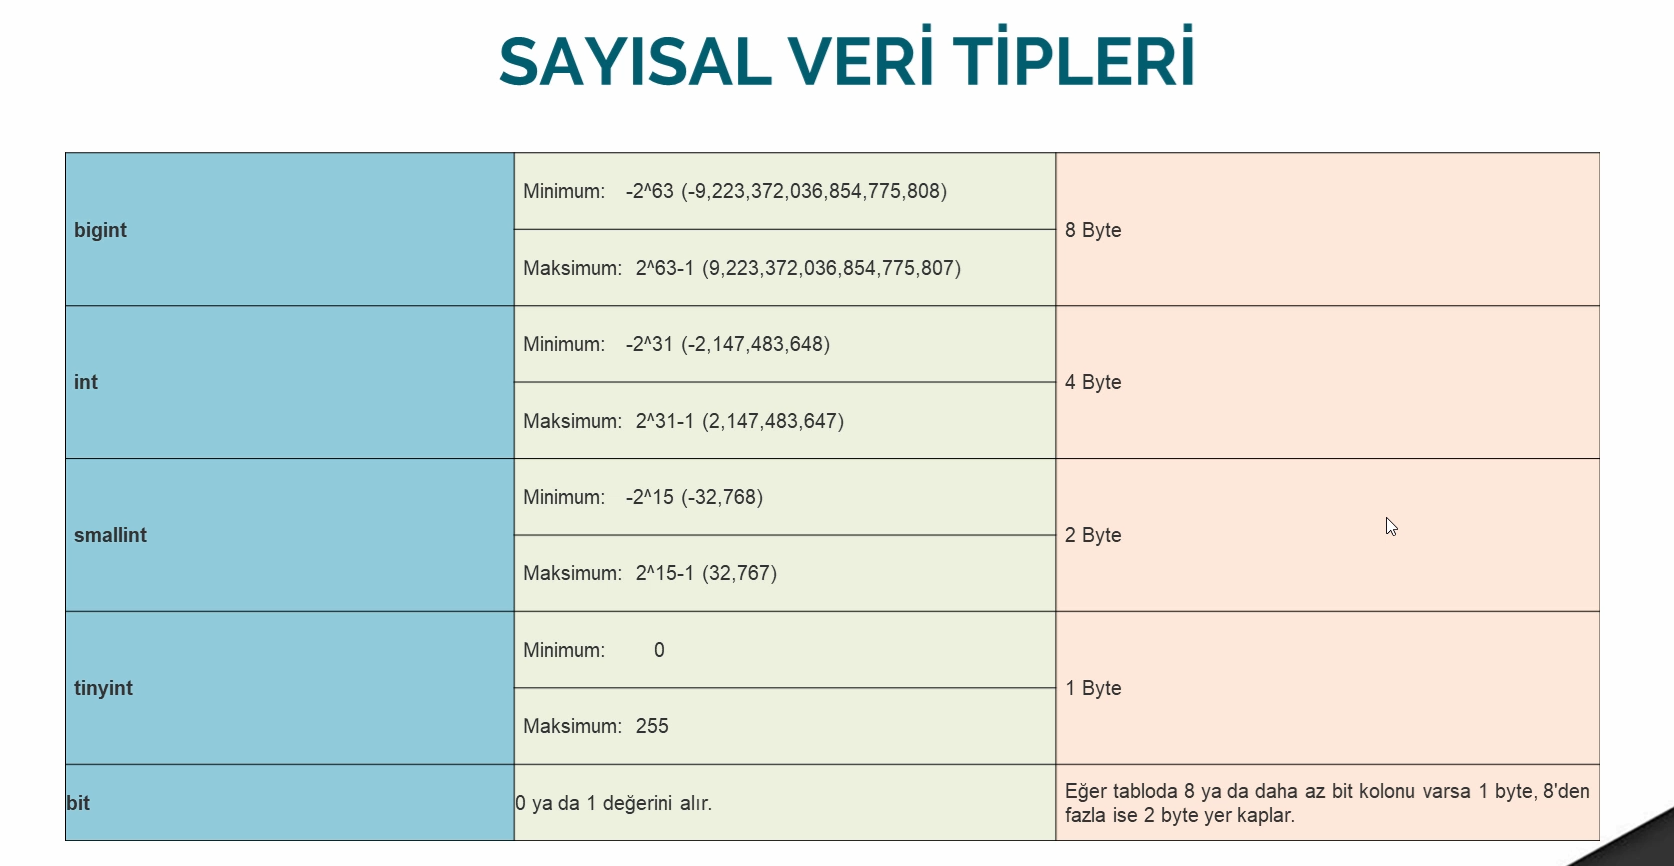 SAYISAL VERİ TİPLERİ
bigint
Minimum: -2^63 (-9,223,372,036,854,775,808)
Maksimum: 2^63-1 (9,223,372,036,854,775,807)
8 Byte
int
Minimum: -2^31 (-2,147,483,648)
Maksimum: 2^31-1 (2,147,483,647)
4 Byte
smallint
Minimum: -2^15 (-32,768)
Maksimum: 2^15-1 (32,767)
2 Byte
tinyint
Minimum: 0
Maksimum: 255
1 Byte
bit
0 ya da 1 değerini alır.
Eğer tabloda 8 ya da daha az bit kolonu varsa 1 byte, 8'den
fazla ise 2 byte yer kaplar.